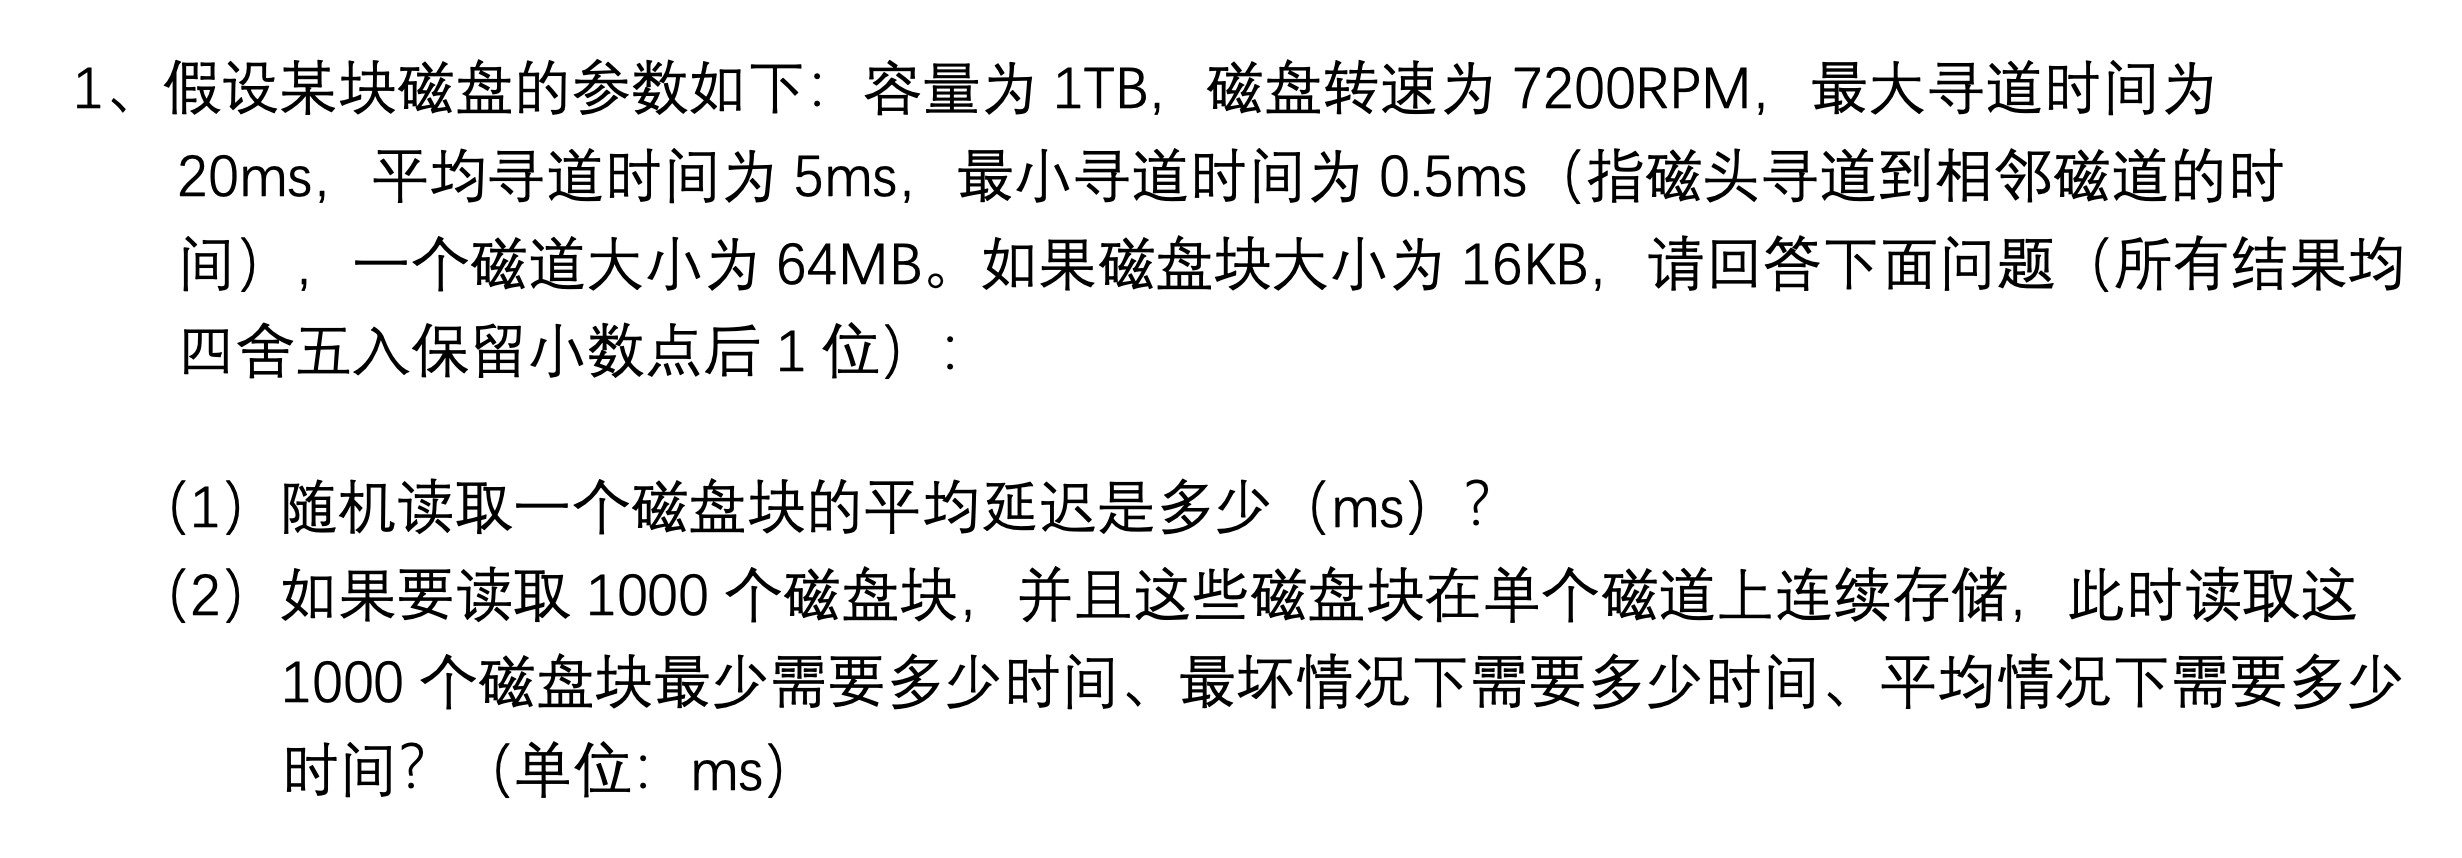 1、假设某块磁盘的参数如下：容量为 1TB，磁盘转速为 7200RPM，最大寻道时间为
20ms，平均寻道时间为 5ms，最小寻道时间为 0.5ms（指磁头寻道到相邻磁道的时
间），一个磁道大小为 64MB。如果磁盘块大小为 16KB，请回答下面问题（所有结果均
四舍五入保留小数点后 1 位）：
（1）随机读取一个磁盘块的平均延迟是多少（ms）？
（2）如果要读取 1000 个磁盘块，并且这些磁盘块在单个磁道上连续存储，此时读取这
1000 个磁盘块最少需要多少时间、最坏情况下需要多少时间、平均情况下需要多少
时间？（单位：ms）